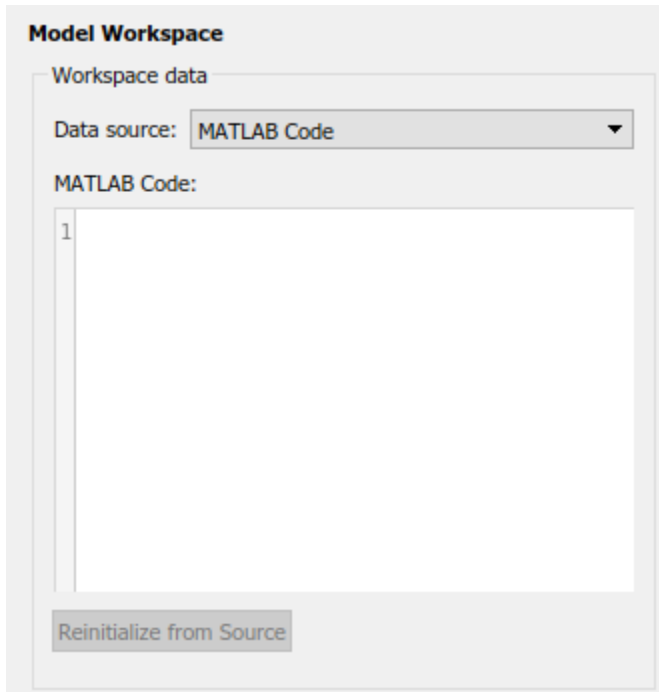 Model Workspace
Workspace data
Data source: MATLAB Code
MATLAB Code:
1
Reinitialize from Source